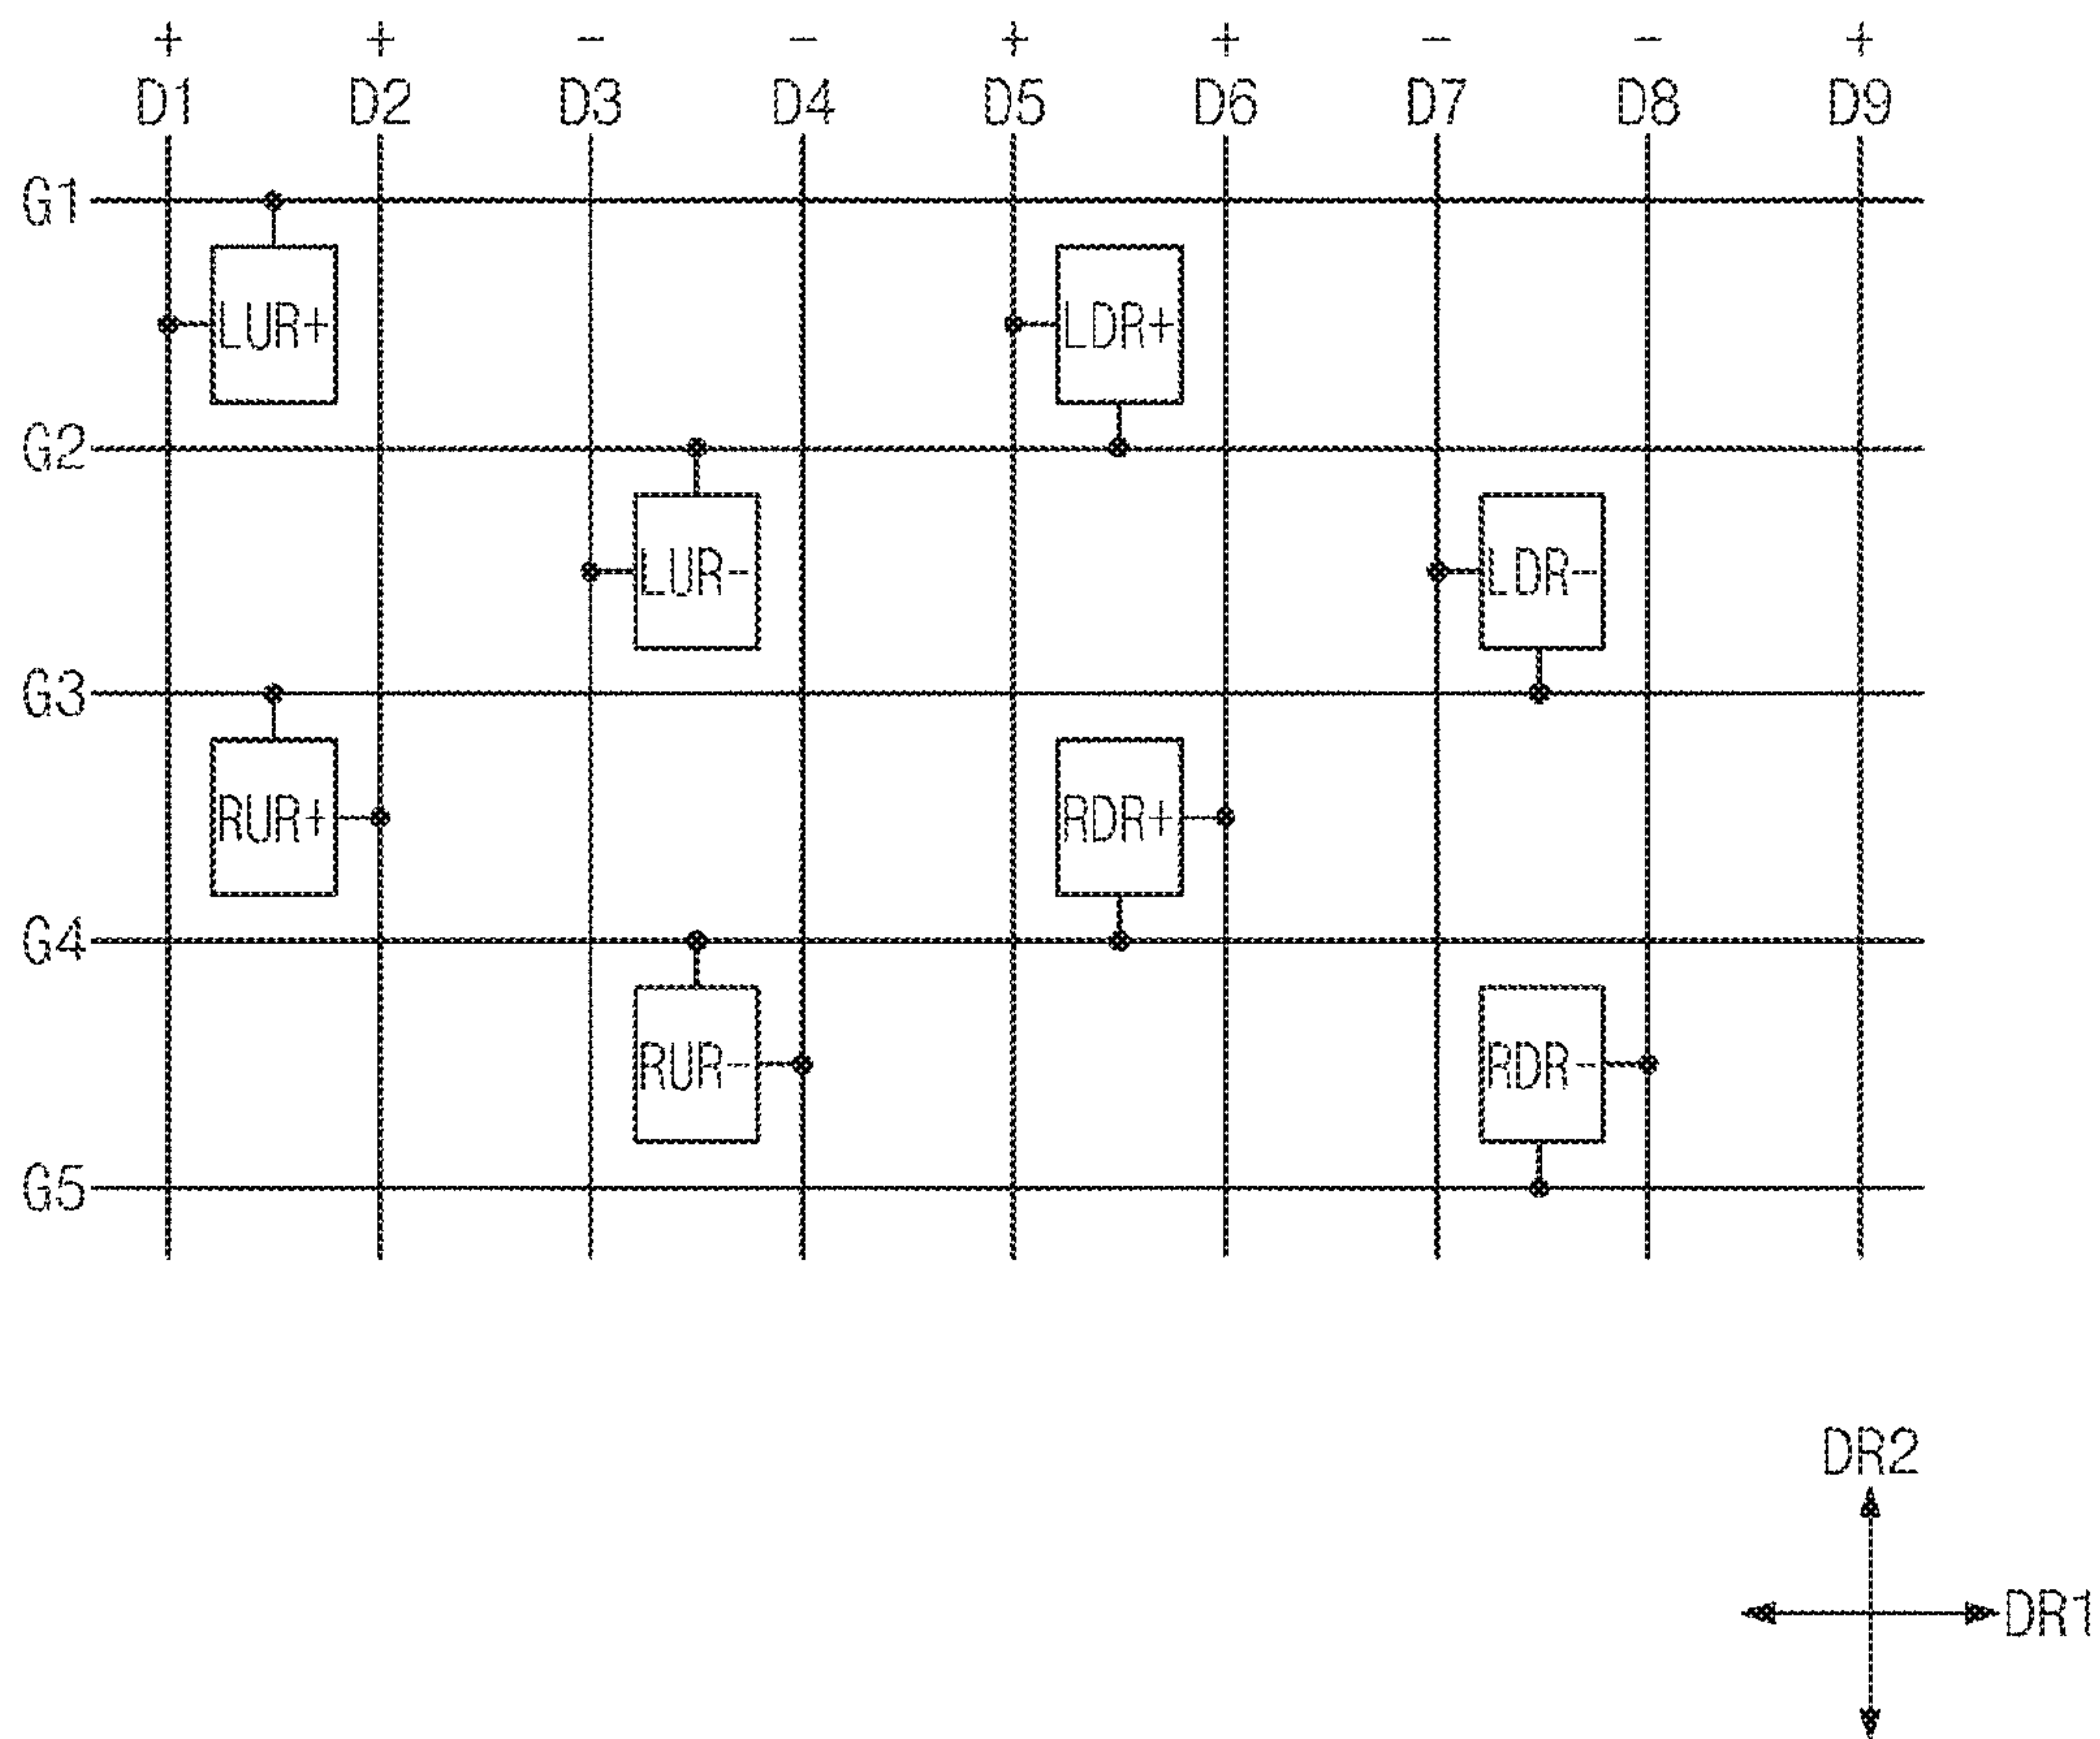 + + - - + + - - +
D1 D2 D3 D4 D5 D6 D7 D8 D9
G1
LUR+ LDR+
G2
LUR- LDR-
G3
RUR+ RDR+
G4
RUR- RDR-
G5
DR2
DR1